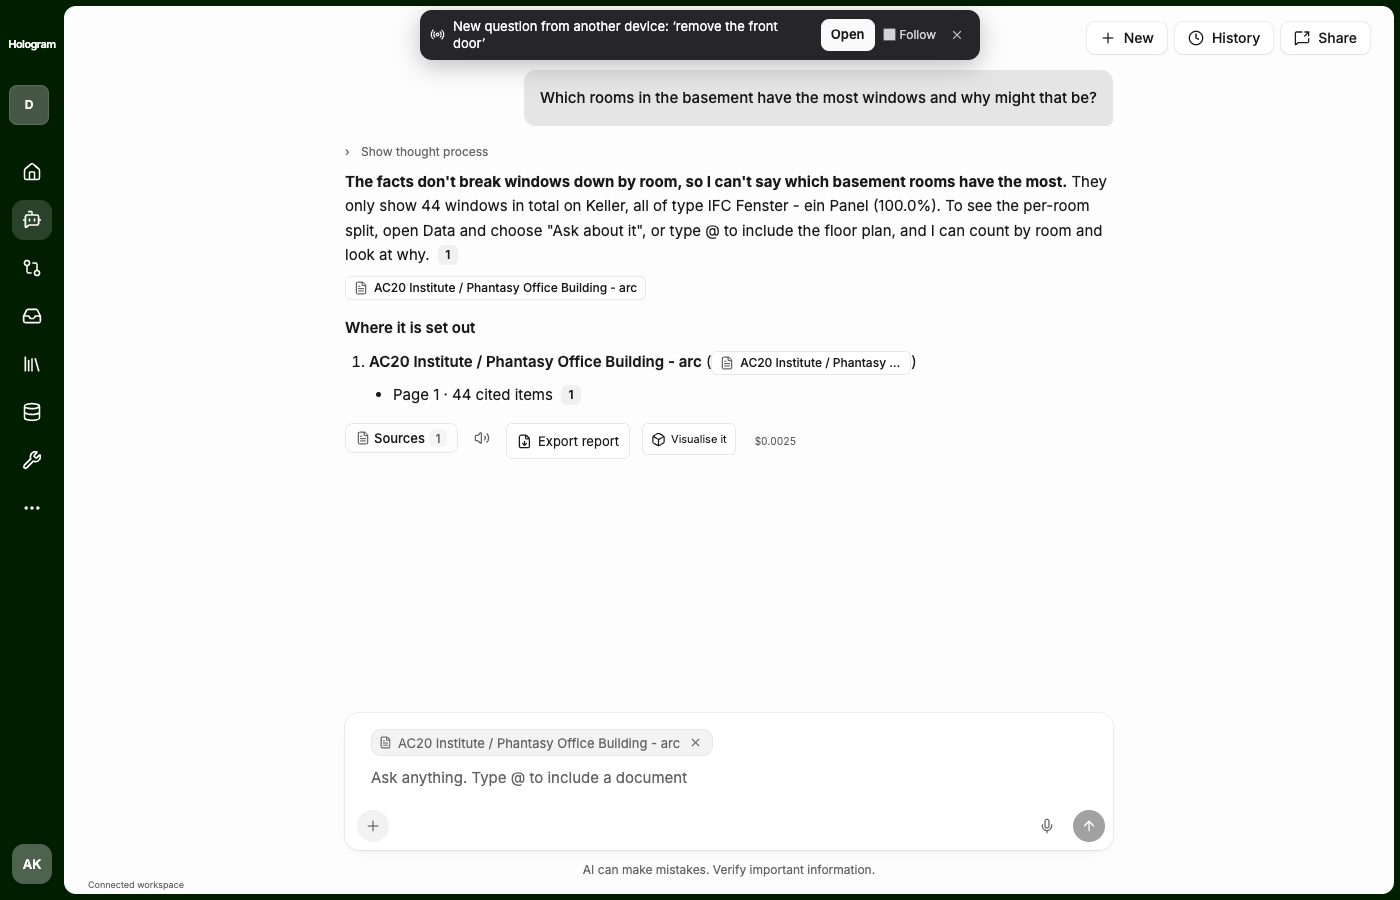 Hologram
D
New question from another device: ‘remove the front
door’
Open
Follow
New
History
Share
Which rooms in the basement have the most windows and why might that be?
Show thought process
The facts don't break windows down by room, so I can't say which basement rooms have the most. They
only show 44 windows in total on Keller, all of type IFC Fenster - ein Panel (100.0%). To see the per-room
split, open Data and choose "Ask about it", or type @ to include the floor plan, and I can count by room and
look at why. 1
AC20 Institute / Phantasy Office Building - arc
Where it is set out
1. AC20 Institute / Phantasy Office Building - arc (AC20 Institute / Phantasy ...)
• Page 1 · 44 cited items 1
Sources 1
Export report
Visualise it
$0.0025
AC20 Institute / Phantasy Office Building - arc
Ask anything. Type @ to include a document
AI can make mistakes. Verify important information.
AK
Connected workspace